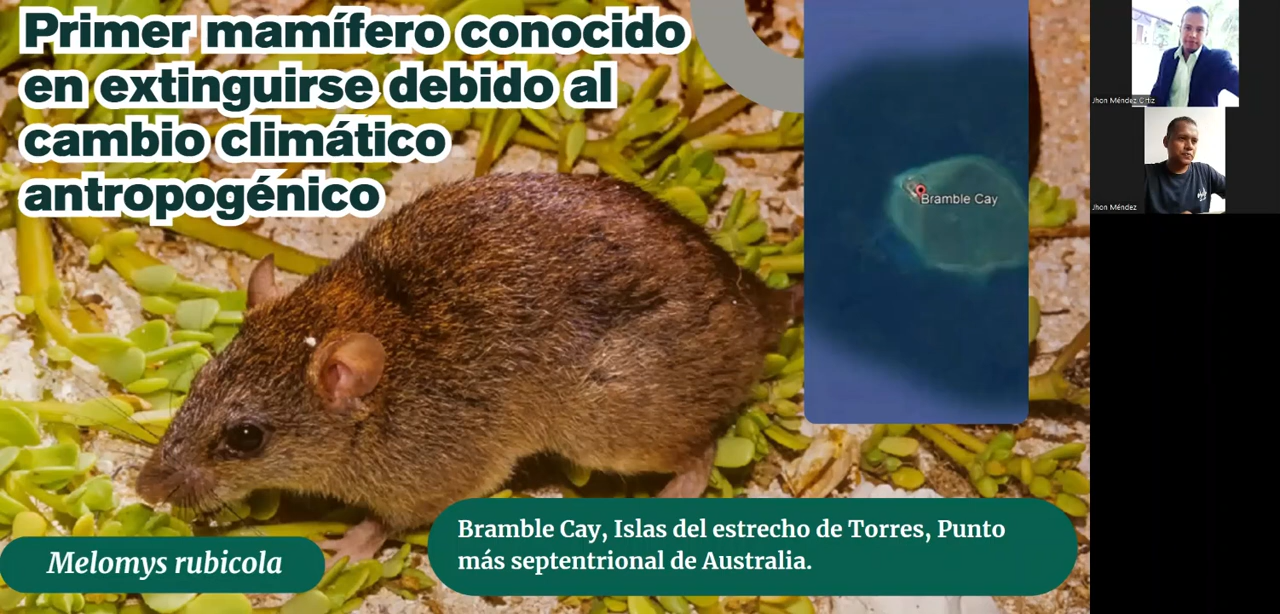 Primer mamífero conocido
en extinguirse debido al
cambio climático
antropogénico
Bramble Cay
Jhon Méndez Ortiz
Jhon Méndez
Bramble Cay, Islas del estrecho de Torres, Punto
más septentrional de Australia.
Melomys rubicola